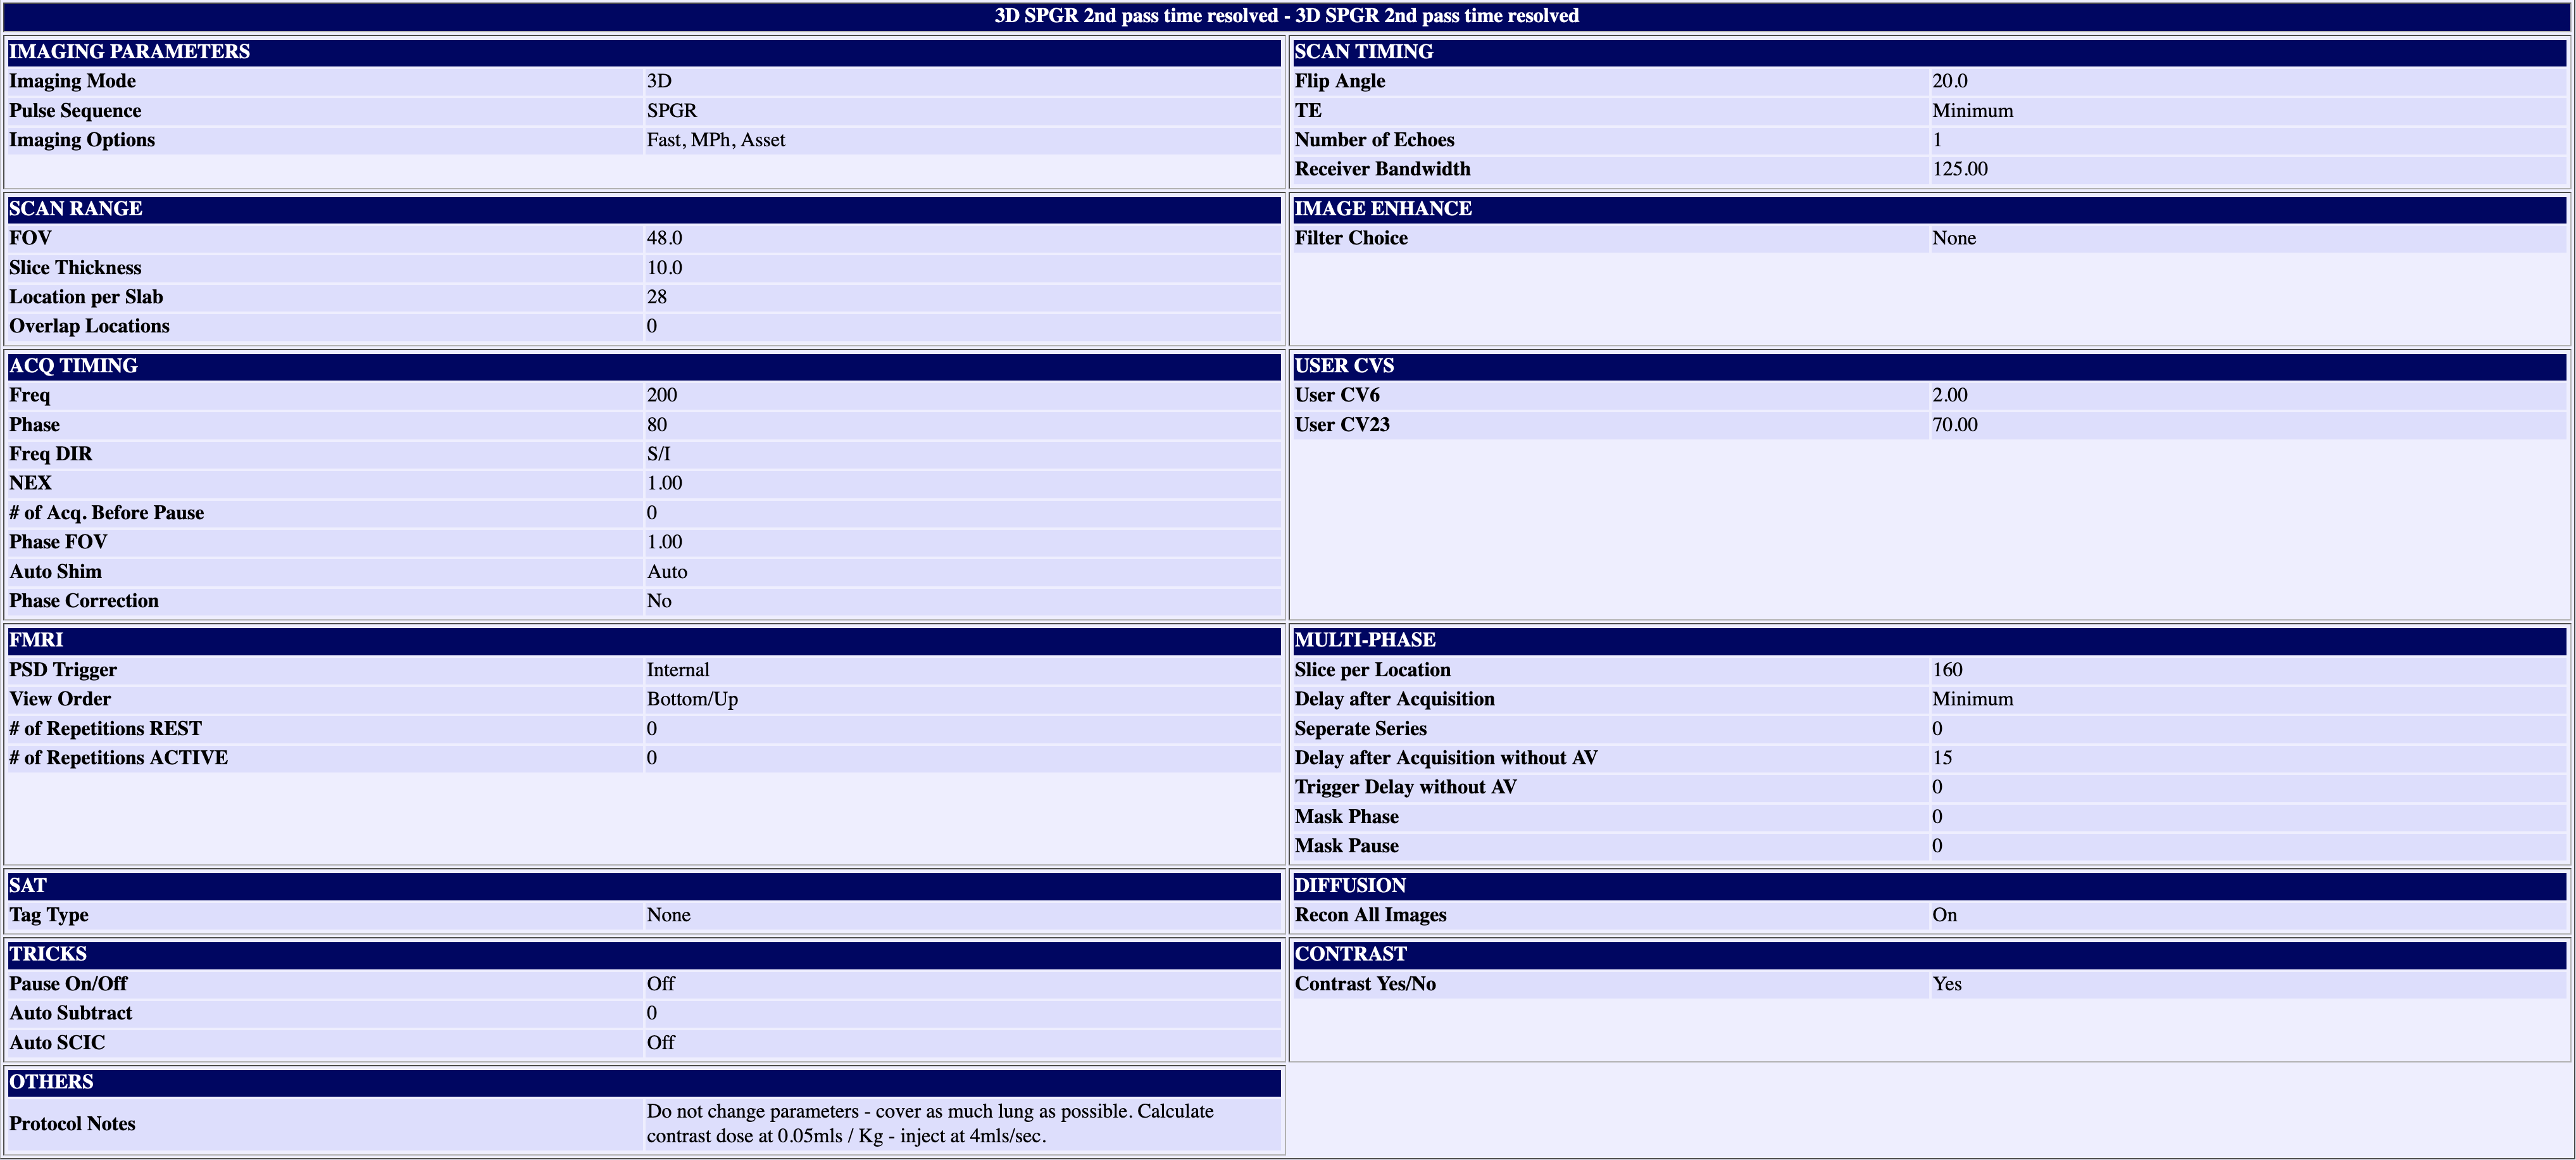 3D SPGR 2nd pass time resolved - 3D SPGR 2nd pass time resolved
IMAGING PARAMETERS
Imaging Mode 3D
Pulse Sequence SPGR
Imaging Options Fast, MPh, Asset
SCAN TIMING
Flip Angle 20.0
TE Minimum
Number of Echoes 1
Receiver Bandwidth 125.00
SCAN RANGE
FOV 48.0
Slice Thickness 10.0
Location per Slab 28
Overlap Locations 0
IMAGE ENHANCE
Filter Choice None
ACQ TIMING
Freq 200
Phase 80
Freq DIR S/I
NEX 1.00
# of Acq. Before Pause 0
Phase FOV 1.00
Auto Shim Auto
Phase Correction No
USER CVS
User CV6 2.00
User CV23 70.00
FMRI
PSD Trigger Internal
View Order Bottom/Up
# of Repetitions REST 0
# of Repetitions ACTIVE 0
MULTI-PHASE
Slice per Location 160
Delay after Acquisition Minimum
Seperate Series 0
Delay after Acquisition without AV 15
Trigger Delay without AV 0
Mask Phase 0
Mask Pause 0
SAT
Tag Type None
DIFFUSION
Recon All Images On
TRICKS
Pause On/Off Off
Auto Subtract 0
Auto SCIC Off
CONTRAST
Contrast Yes/No Yes
OTHERS
Protocol Notes Do not change parameters - cover as much lung as possible. Calculate
contrast dose at 0.05mls / Kg - inject at 4mls/sec.